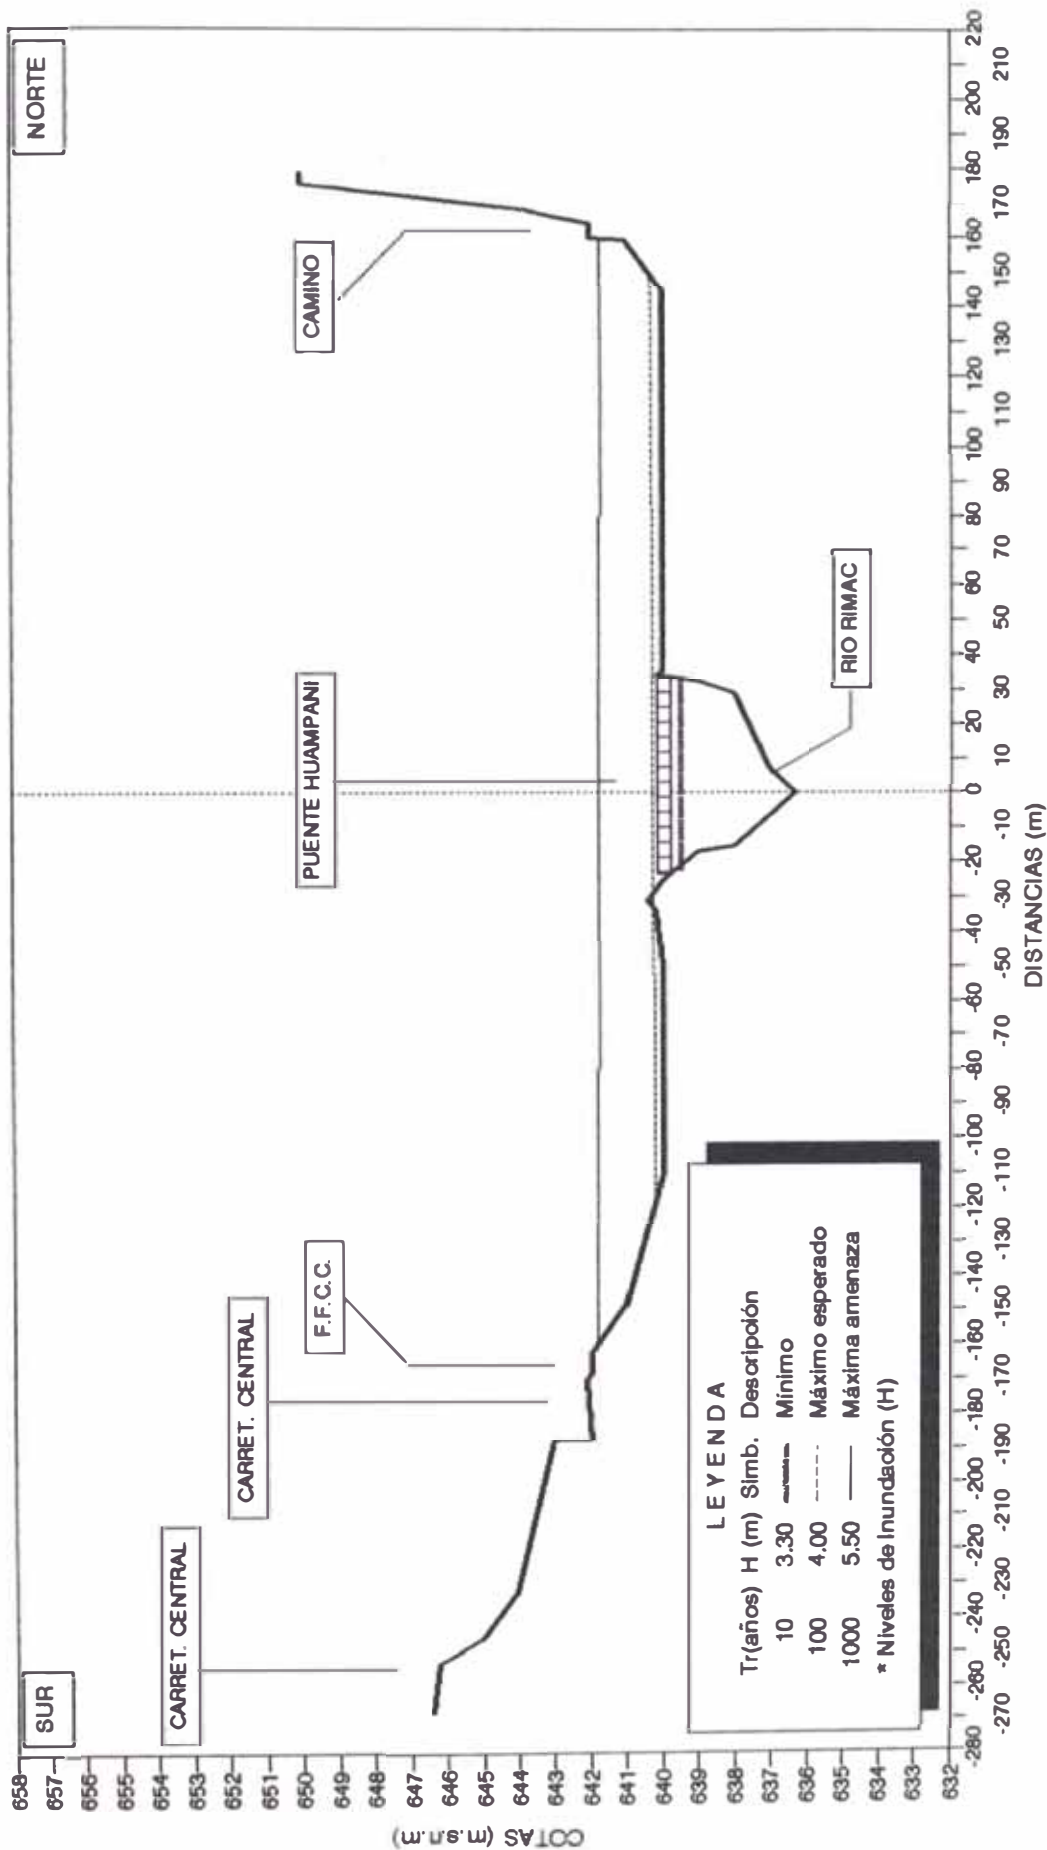 SUR
NORTE
CARRET. CENTRAL
CARRET. CENTRAL
F.F.C.C.
PUENTE HUAMPANI
CAMINO
RIO RIMAC
COTAS (m.s.n.m)
658
657
656
655
654
653
652
651
650
649
648
647
646
645
644
643
642
641
640
639
638
637
636
635
634
633
632
LEYENDA
Tr(años) H (m) Simb. Descripción
10 3.30 Mínimo
100 4.00 Máximo esperado
1000 5.50 Máxima amenaza
* Niveles de Inundación (H)
-280 -260 -240 -220 -200 -180 -160 -140 -120 -100 -80 -60 -40 -20 0 20 40 60 80 100 120 140 160 180 200 220
-270 -250 -230 -210 -190 -170 -150 -130 -110 -90 -70 -50 -30 -10 10 30 50 70 90 110 130 150 170 190 210
DISTANCIAS (m)